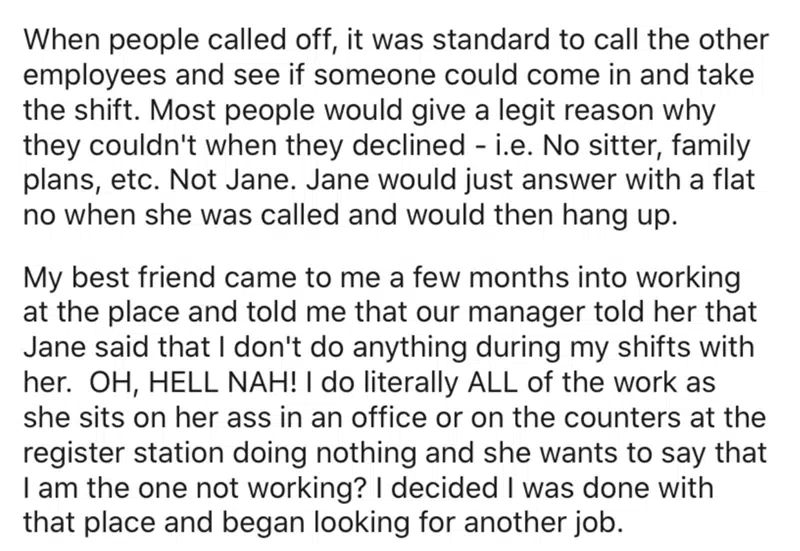 When people called off, it was standard to call the other
employees and see if someone could come in and take
the shift. Most people would give a legit reason why
they couldn't when they declined - i.e. No sitter, family
plans, etc. Not Jane. Jane would just answer with a flat
no when she was called and would then hang up.
My best friend came to me a few months into working
at the place and told me that our manager told her that
Jane said that I don't do anything during my shifts with
her.  OH, HELL NAH! I do literally ALL of the work as
she sits on her ass in an office or on the counters at the
register station doing nothing and she wants to say that
I am the one not working? I decided I was done with
that place and began looking for another job.